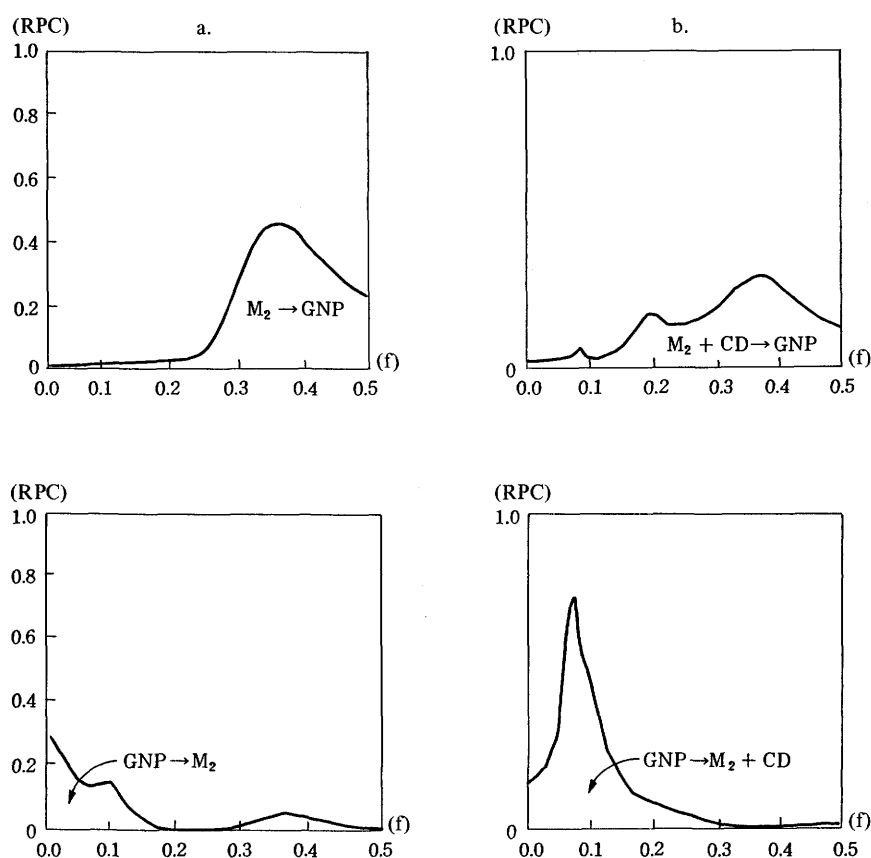 (RPC) a.
1.0
0.8
0.6
0.4
0.2
0
M₂ → GNP
(f)
0.0 0.1 0.2 0.3 0.4 0.5
(RPC) b.
1.0
0
M₂ + CD → GNP
(f)
0.0 0.1 0.2 0.3 0.4 0.5
(RPC)
1.0
0.8
0.6
0.4
0.2
0
GNP → M₂
(f)
0.0 0.1 0.2 0.3 0.4 0.5
(RPC)
1.0
0
GNP → M₂ + CD
(f)
0.0 0.1 0.2 0.3 0.4 0.5